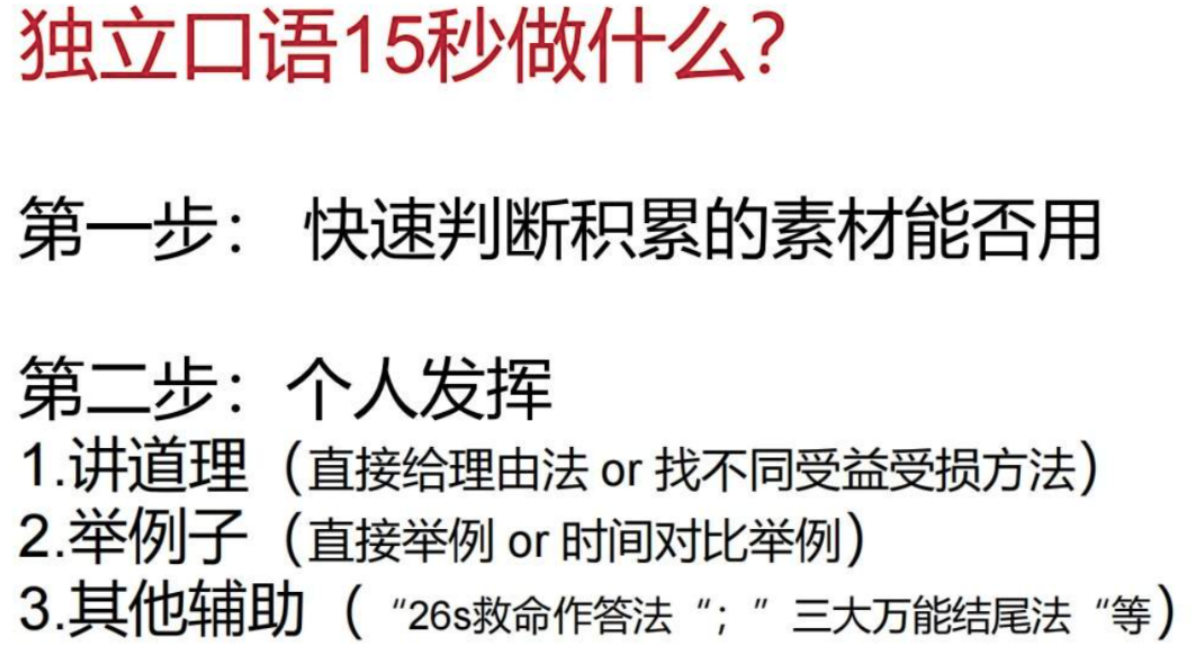 独立口语15秒做什么?
第一步： 快速判断积累的素材能否用
第二步：个人发挥
1.讲道理（直接给理由法 or 找不同受益受损方法）
2.举例子（直接举例 or 时间对比举例）
3.其他辅助（ “26s救命作答法 “；”三大万能结尾法 “等）